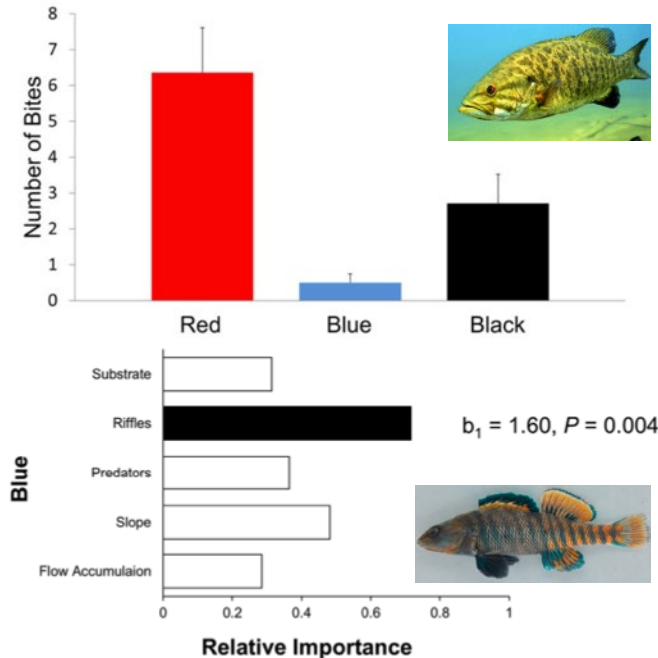 8
7
6
5
4
3
2
1
0
Number of Bites
Red Blue Black
Substrate
Riffles
Predators
Slope
Flow Accumulaion
Blue
b₁ = 1.60, P = 0.004
0 0.2 0.4 0.6 0.8 1
Relative Importance